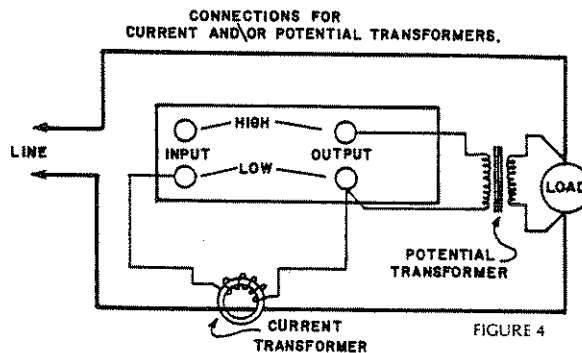 CONNECTIONS FOR
CURRENT AND\OR POTENTIAL TRANSFORMERS.
HIGH
INPUT OUTPUT
LINE
LOW
LOAD
POTENTIAL
TRANSFORMER
CURRENT
TRANSFORMER
FIGURE 4